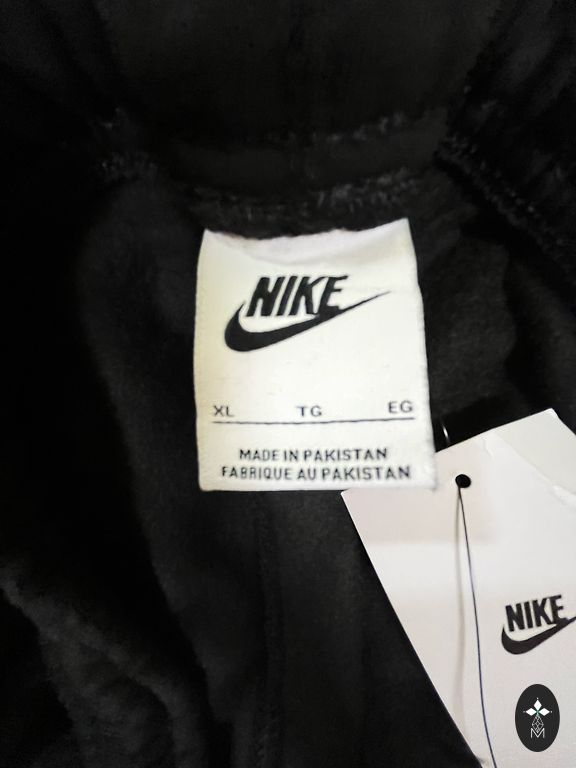 NIKE
XL TG EG
MADE IN PAKISTAN
FABRIQUE AU PAKISTAN
NIKE
M